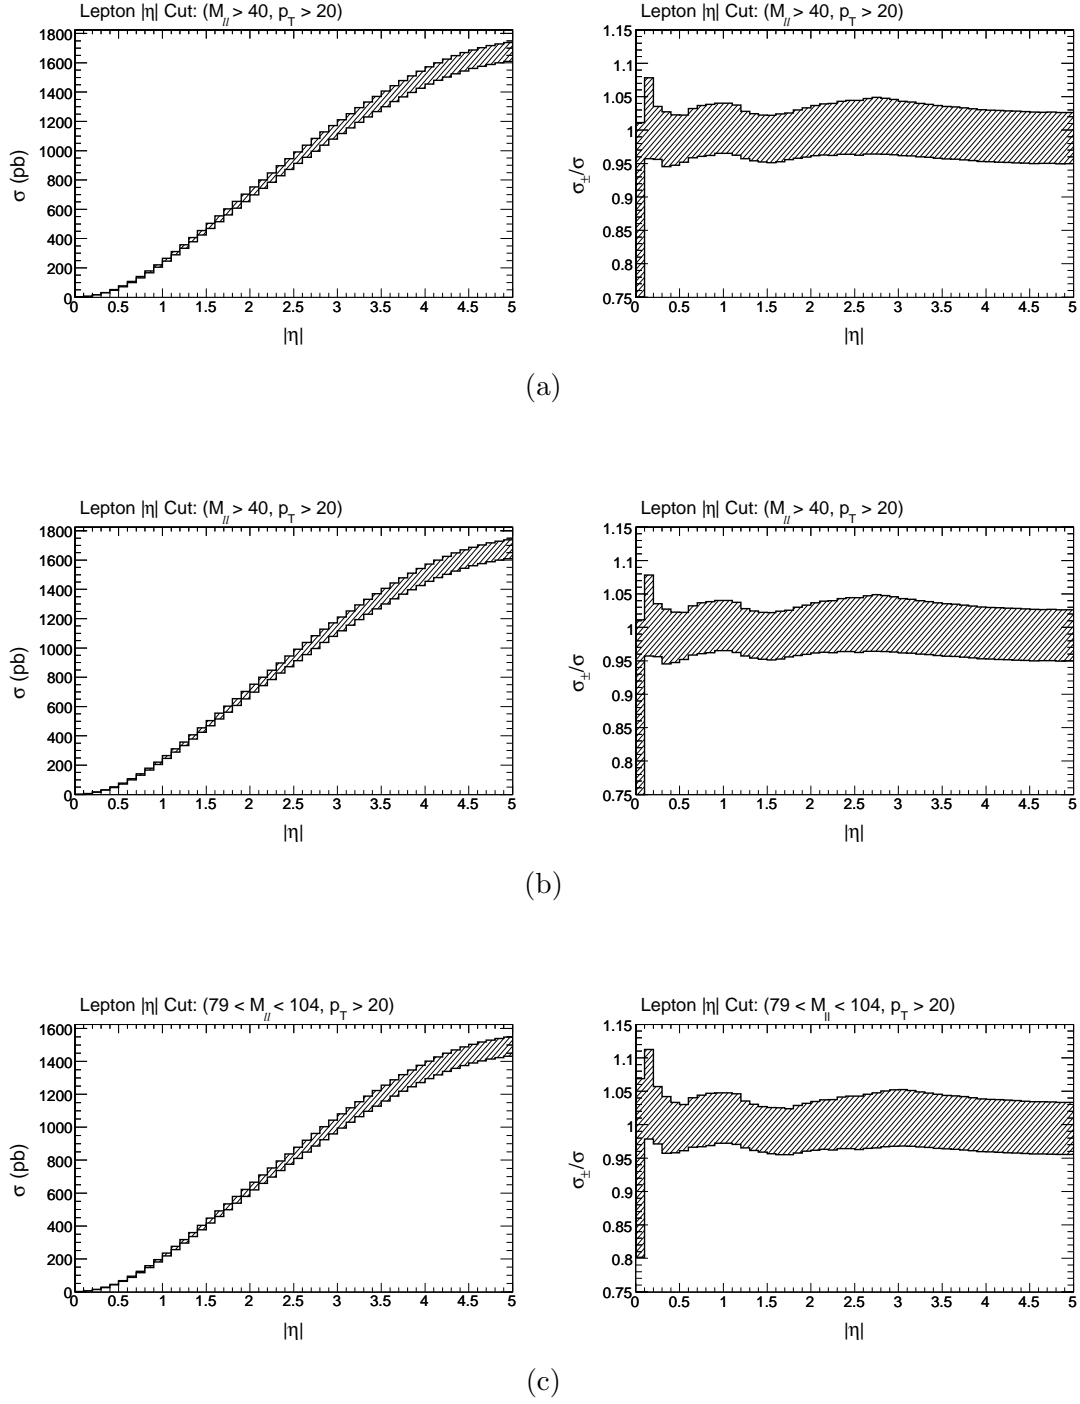 Lepton |η| Cut: (M_ll > 40, p_T > 20)
σ (pb)
1800
1600
1400
1200
1000
800
600
400
200
0
0 0.5 1 1.5 2 2.5 3 3.5 4 4.5 5
|η|
Lepton |η| Cut: (M_ll > 40, p_T > 20)
σ±/σ
1.15
1.1
1.05
1
0.95
0.9
0.85
0.8
0.75
0 0.5 1 1.5 2 2.5 3 3.5 4 4.5 5
|η|
(a)
Lepton |η| Cut: (M_ll > 40, p_T > 20)
σ (pb)
1800
1600
1400
1200
1000
800
600
400
200
0
0 0.5 1 1.5 2 2.5 3 3.5 4 4.5 5
|η|
Lepton |η| Cut: (M_ll > 40, p_T > 20)
σ±/σ
1.15
1.1
1.05
1
0.95
0.9
0.85
0.8
0.75
0 0.5 1 1.5 2 2.5 3 3.5 4 4.5 5
|η|
(b)
Lepton |η| Cut: (79 < M_ll < 104, p_T > 20)
σ (pb)
1600
1400
1200
1000
800
600
400
200
0
0 0.5 1 1.5 2 2.5 3 3.5 4 4.5 5
|η|
Lepton |η| Cut: (79 < M_ll < 104, p_T > 20)
σ±/σ
1.15
1.1
1.05
1
0.95
0.9
0.85
0.8
0.75
0 0.5 1 1.5 2 2.5 3 3.5 4 4.5 5
|η|
(c)